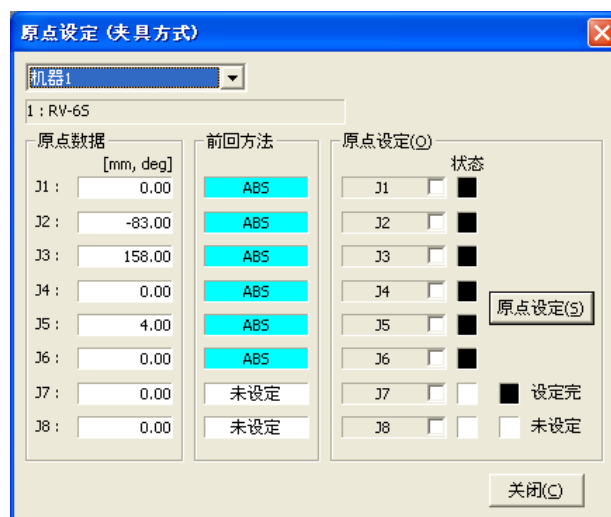 原点设定 (夹具方式)
机器1
1 : RV-6S
原点数据 前回方法 原点设定(O)
[mm, deg] 状态
J1 : 0.00 ABS J1
J2 : -83.00 ABS J2
J3 : 158.00 ABS J3
J4 : 0.00 ABS J4
原点设定(S)
J5 : 4.00 ABS J5
J6 : 0.00 ABS J6
J7 : 0.00 未设定 J7 设定完
J8 : 0.00 未设定 J8 未设定
关闭(C)